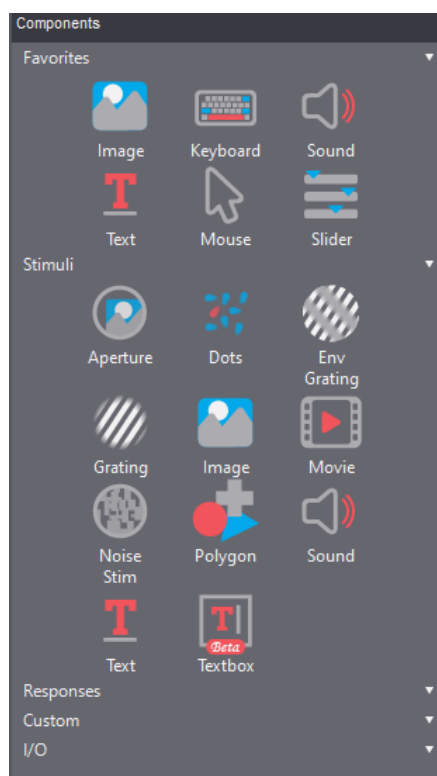 Components
Favorites
Image Keyboard Sound
T
Text Mouse Slider
Stimuli
Aperture Dots Env
Grating
Grating Image Movie
Noise Polygon Sound
Stim
T T
Beta
Text Textbox
Responses
Custom
I/O